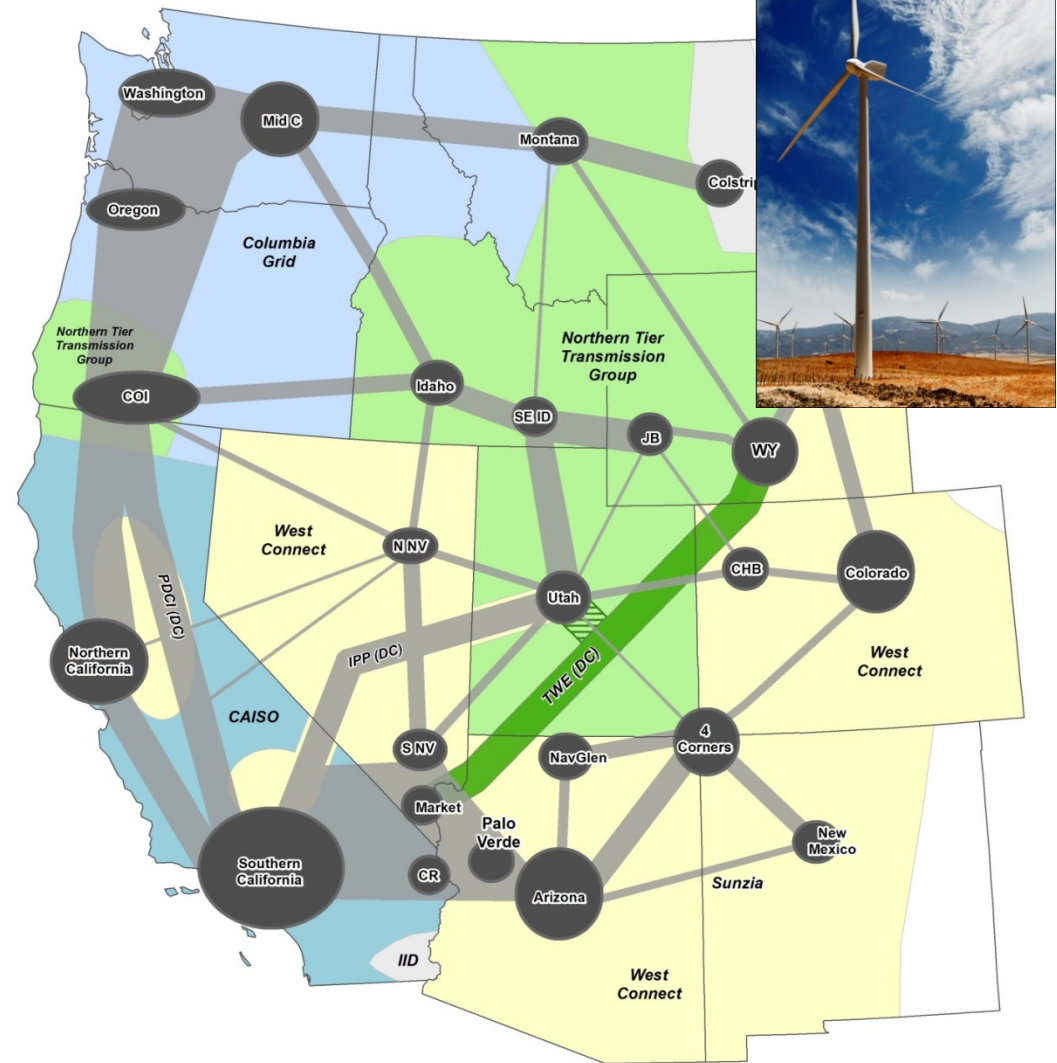 Washington
Mid C
Montana
Colstrip
Oregon
Columbia
Grid
Northern Tier
Transmission
Group
Northern Tier
Transmission
Group
COI
Idaho
SE ID
JB
WY
West
Connect
N NV
CHB
Colorado
Utah
PDCI (DC)
Northern
California
IPP (DC)
TWE (DC)
West
Connect
CAISO
4
Corners
S NV
NavGlen
Market
Palo
Verde
New
Mexico
Southern
California
CR
Arizona
Sunzia
IID
West
Connect